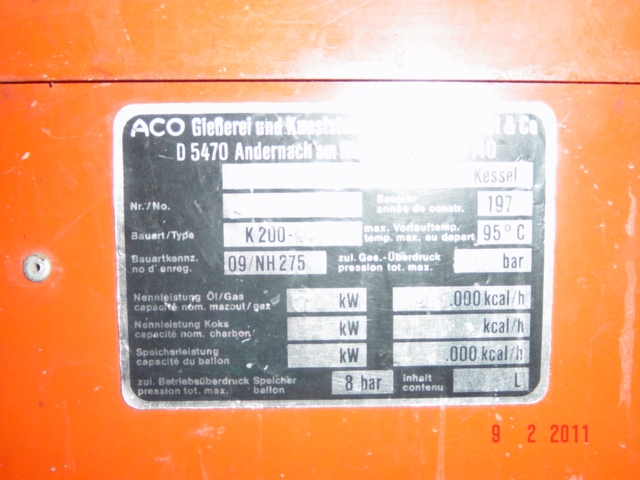 ACO Gießerei und & Co
D 5470 Andernach am
Kessel
Nr./No. Baujahr année de constr. 197
Bauart/Type K 200- max. Vorlauftemp. temp. max. au depart 95° C
Bauartkennz. no d'enreg. 09/NH 275 zul. Ges.-Überdruck pression tot. max. bar
Nennleistung Öl/Gas capacité nom. mazout/gaz kW .000 kcal/h
Nennleistung Koks capacité nom. charbon kW kcal/h
Speicherleistung capacité du ballon kW .000 kcal/h
zul. Betriebsüberdruck Speicher pression tot. max. ballon 8 bar Inhalt contenu L
9 2 2011